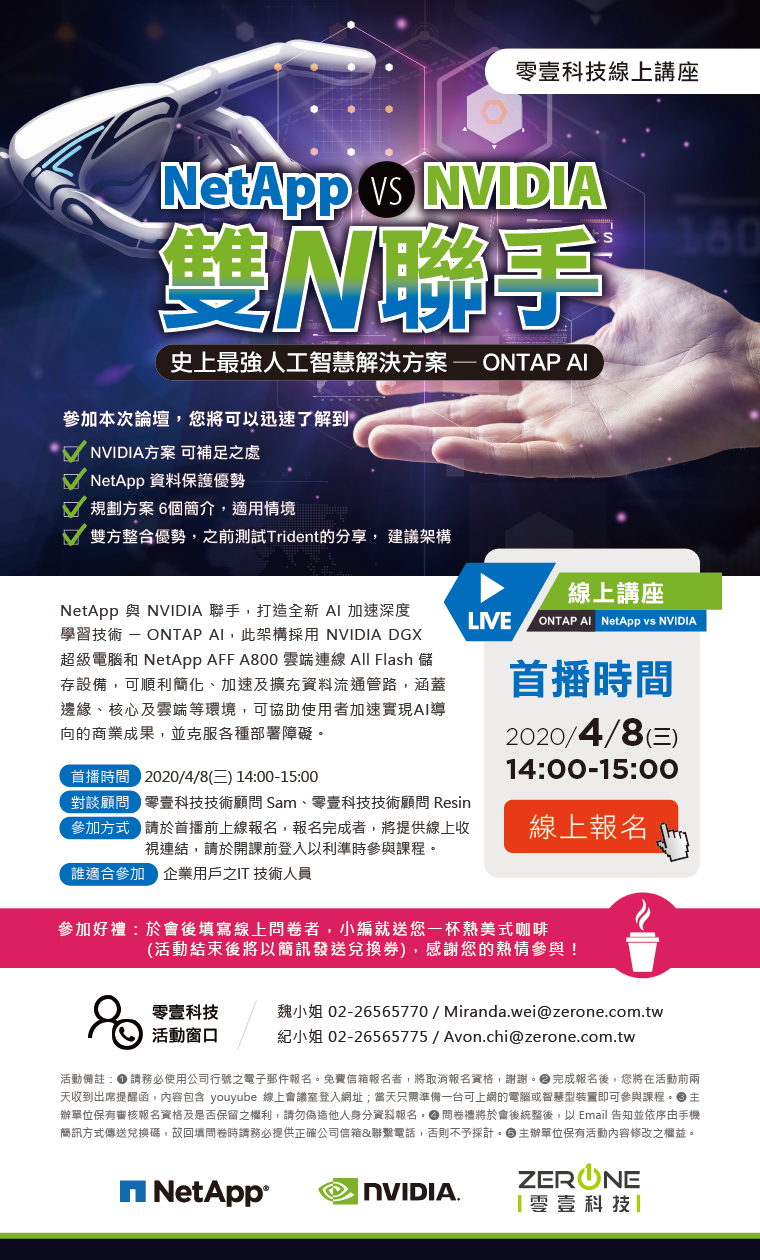 零壹科技線上講座
NetApp VS NVIDIA
雙N聯手
史上最強人工智慧解決方案 — ONTAP AI
參加本次論壇，您將可以迅速了解到
NVIDIA方案 可補足之處
NetApp 資料保護優勢
規劃方案 6個簡介，適用情境
雙方整合優勢，之前測試Trident的分享， 建議架構
NetApp 與 NVIDIA 聯手，打造全新 AI 加速深度
學習技術 — ONTAP AI，此架構採用 NVIDIA DGX
超級電腦和 NetApp AFF A800 雲端連線 All Flash 儲
存設備，可順利簡化、加速及擴充資料流通管路，涵蓋
邊緣、核心及雲端等環境，可協助使用者加速實現AI導
向的商業成果，並克服各種部署障礙。
LIVE
線上講座
ONTAP AI NetApp vs NVIDIA
首播時間
2020/4/8(三)
14:00-15:00
線上報名
首播時間 2020/4/8(三) 14:00-15:00
對談顧問 零壹科技技術顧問 Sam、零壹科技技術顧問 Resin
參加方式 請於首播前上線報名，報名完成者，將提供線上收
視連結，請於開課前登入以利準時參與課程。
誰適合參加 企業用戶之IT 技術人員
參加好禮：於會後填寫線上問卷者，小編就送您一杯熱美式咖啡
(活動結束後將以簡訊發送兌換券)，感謝您的熱情參與！
零壹科技
活動窗口
魏小姐 02-26565770 / Miranda.wei@zerone.com.tw
紀小姐 02-26565775 / Avon.chi@zerone.com.tw
活動備註：❶請務必使用公司行號之電子郵件報名。免費信箱報名者，將取消報名資格，謝謝。❷完成報名後，您將在活動前兩
天收到出席提醒函，內容包含 youyube 線上會議室登入網址；當天只需準備一台可上網的電腦或智慧型裝置即可參與課程。❸主
辦單位保有審核報名資格及是否保留之權利，請勿偽造他人身分資料報名。❹問卷禮將於會後統整後，以 Email 告知並依序由手機
簡訊方式傳送兌換碼，故回填問卷時請務必提供正確公司信箱&聯繫電話，否則不予採計。❺主辦單位保有活動內容修改之權益。
NetApp®
NVIDIA.
ZERONE
零壹科技